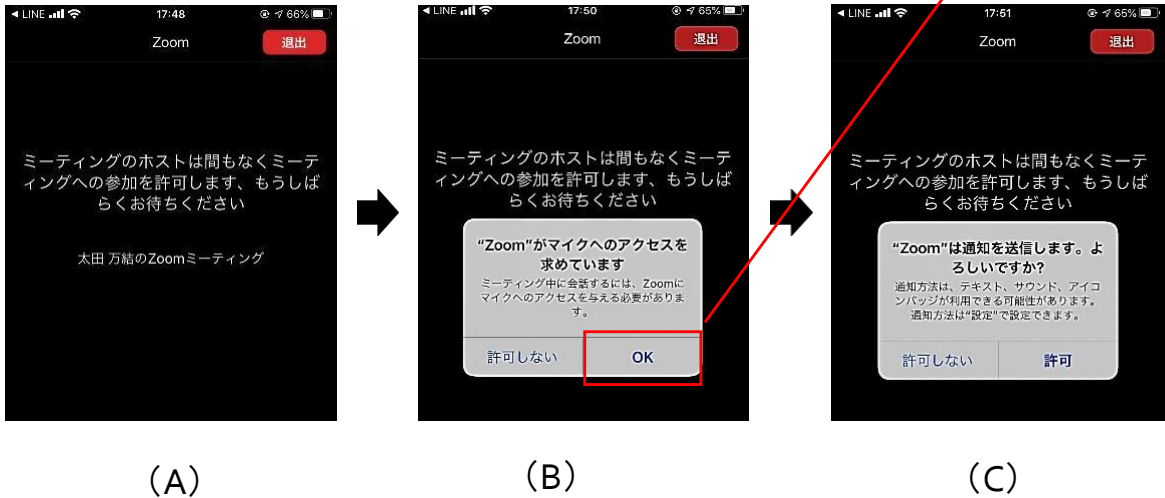 ◀ LINE 17:48 66%
Zoom 退出
ミーティングのホストは間もなくミーテ
ィングへの参加を許可します、もうしば
らくお待ちください
太田 万結のZoomミーティング
(A)
◀ LINE 17:50 65%
Zoom 退出
ミーティングのホストは間もなくミーテ
ィングへの参加を許可します、もうしば
らくお待ちください
“Zoom”がマイクへのアクセスを
求めています
ミーティング中に会話するには、Zoomに
マイクへのアクセスを与える必要がありま
す。
許可しない OK
(B)
◀ LINE 17:51 65%
Zoom 退出
ミーティングのホストは間もなくミーテ
ィングへの参加を許可します、もうしば
らくお待ちください
“Zoom”は通知を送信します。よ
ろしいですか?
通知方法は、テキスト、サウンド、アイコ
ンバッジが利用できる可能性があります。
通知方法は“設定”で設定できます。
許可しない 許可
(C)